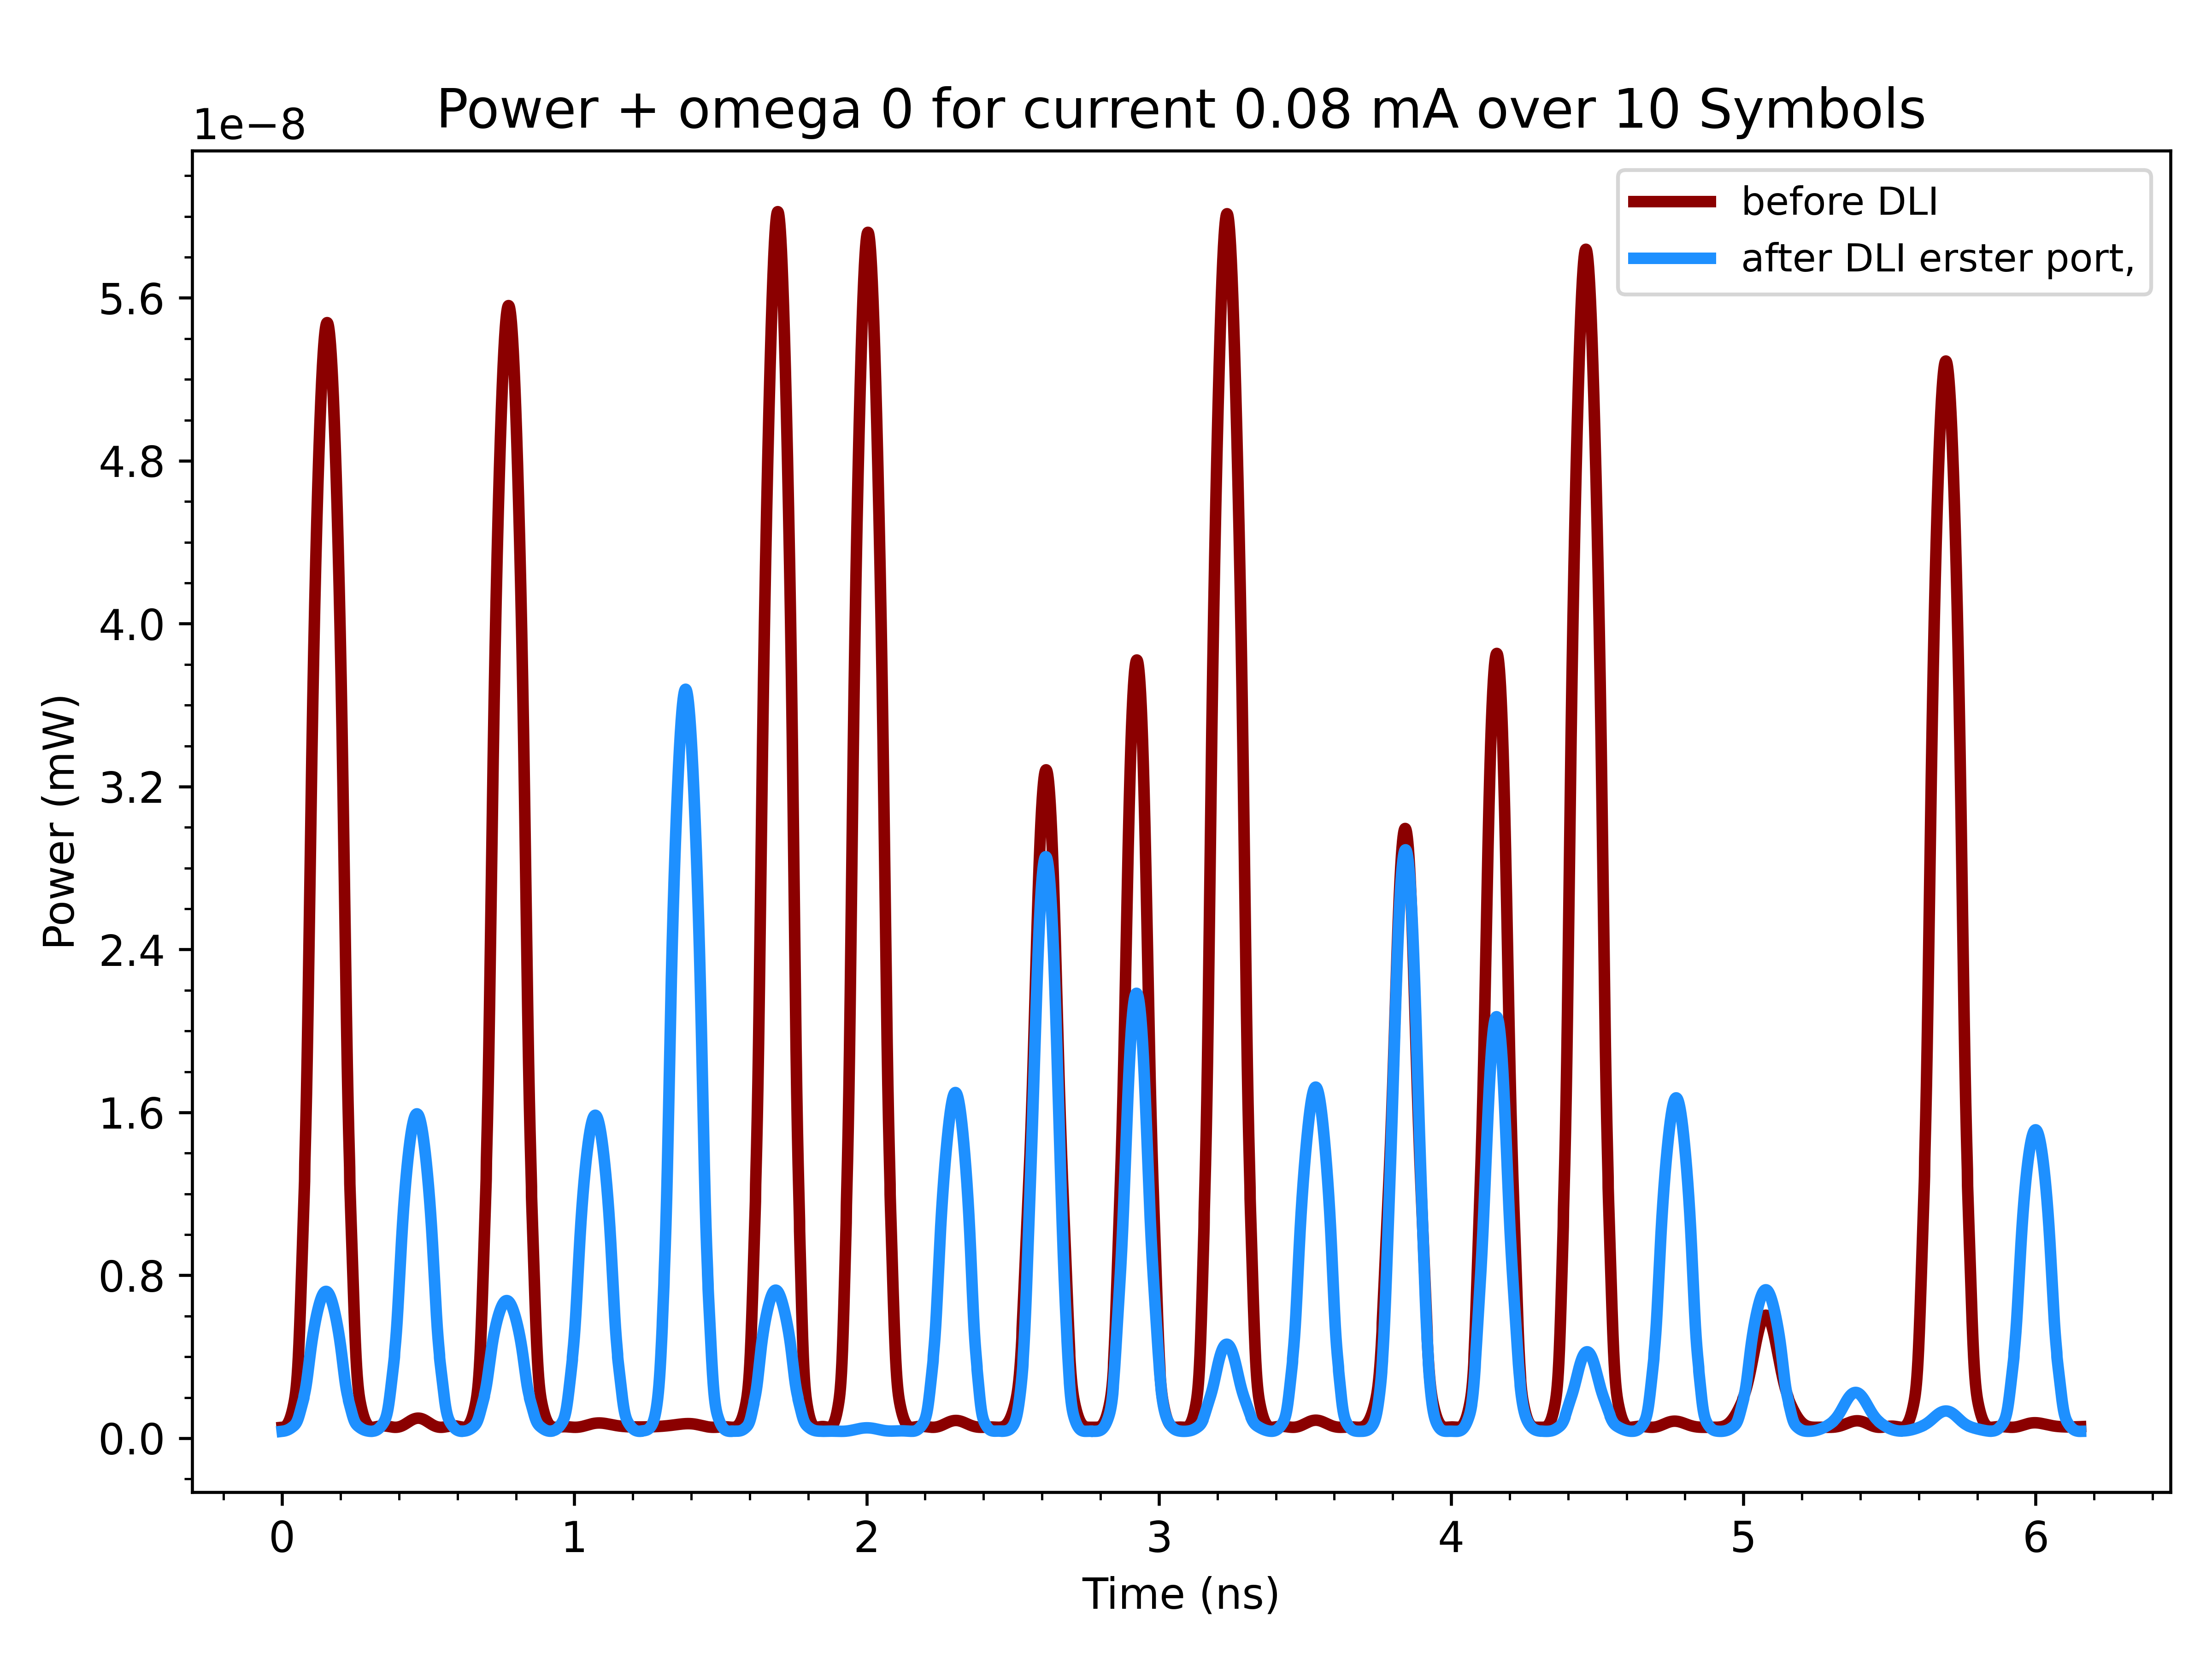 Power + omega 0 for current 0.08 mA over 10 Symbols
1e−8
before DLI
after DLI erster port,
5.6
4.8
4.0
3.2
2.4
1.6
0.8
0.0
Power (mW)
0 1 2 3 4 5 6
Time (ns)